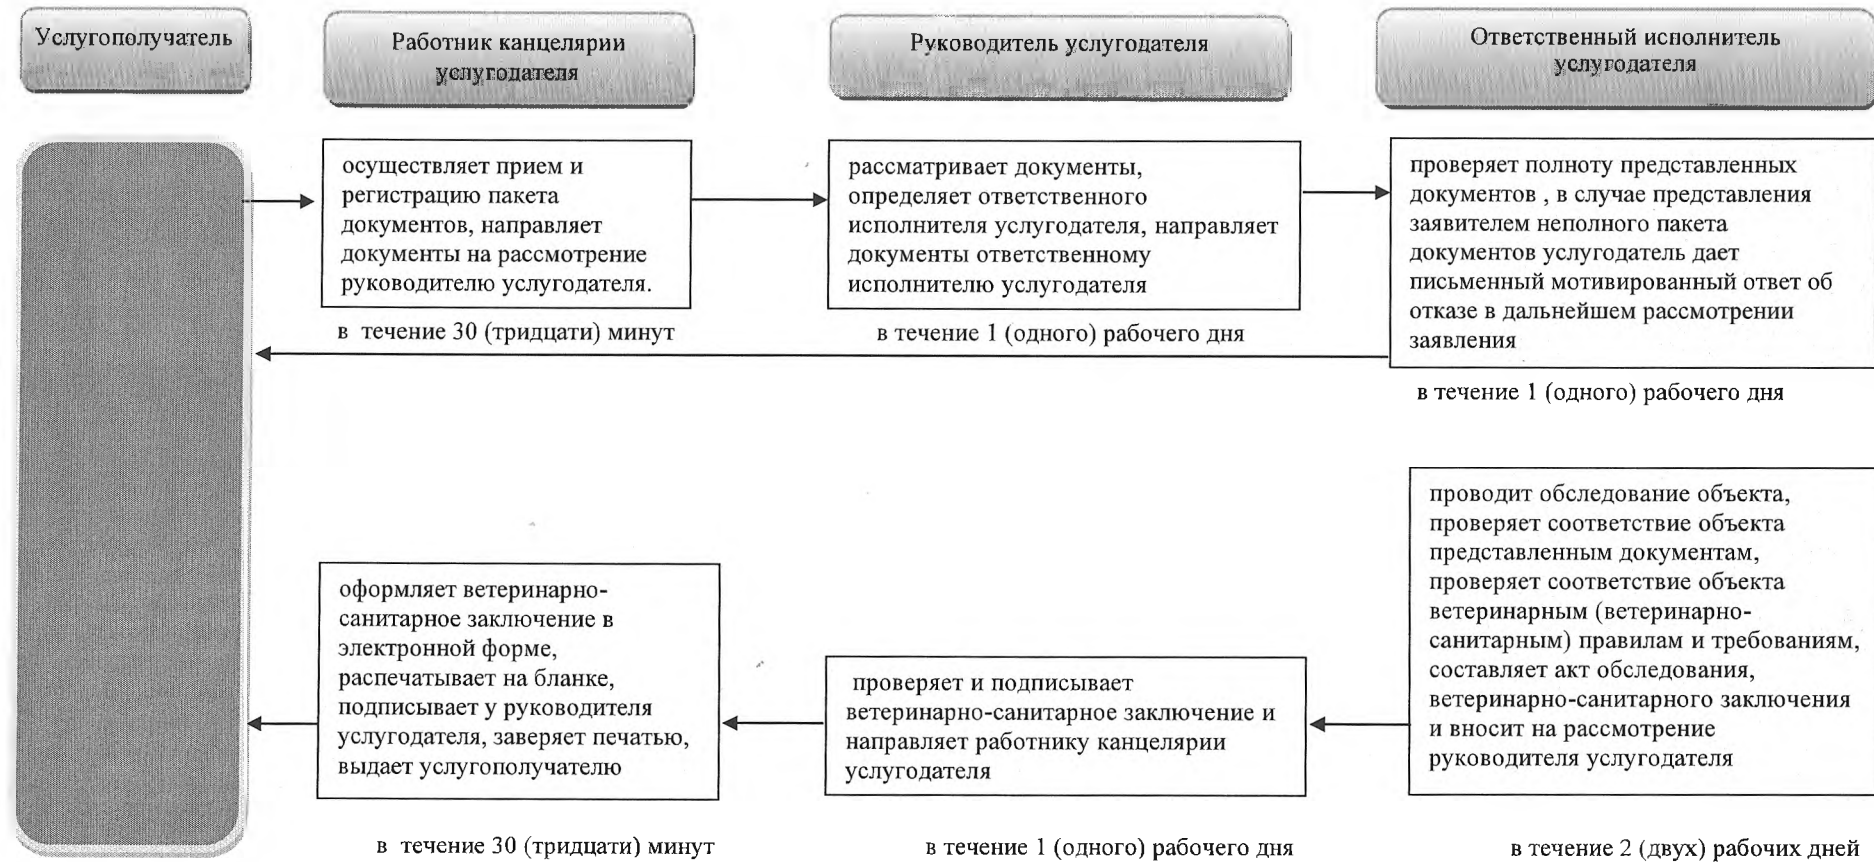 Услугополучатель
Работник канцелярии
услугодателя
Руководитель услугодателя
Ответственный исполнитель
услугодателя
осуществляет прием и
регистрацию пакета
документов, направляет
документы на рассмотрение
руководителю услугодателя.
в течение 30 (тридцати) минут
рассматривает документы,
определяет ответственного
исполнителя услугодателя, направляет
документы ответственному
исполнителю услугодателя
в течение 1 (одного) рабочего дня
проверяет полноту представленных
документов , в случае представления
заявителем неполного пакета
документов услугодатель дает
письменный мотивированный ответ об
отказе в дальнейшем рассмотрении
заявления
в течение 1 (одного) рабочего дня
проводит обследование объекта,
проверяет соответствие объекта
представленным документам,
проверяет соответствие объекта
ветеринарным (ветеринарно-
санитарным) правилам и требованиям,
составляет акт обследования,
ветеринарно-санитарного заключения
и вносит на рассмотрение
руководителя услугодателя
в течение 2 (двух) рабочих дней
проверяет и подписывает
ветеринарно-санитарное заключение и
направляет работнику канцелярии
услугодателя
в течение 1 (одного) рабочего дня
оформляет ветеринарно-
санитарное заключение в
электронной форме,
распечатывает на бланке,
подписывает у руководителя
услугодателя, заверяет печатью,
выдает услугополучателю
в течение 30 (тридцати) минут